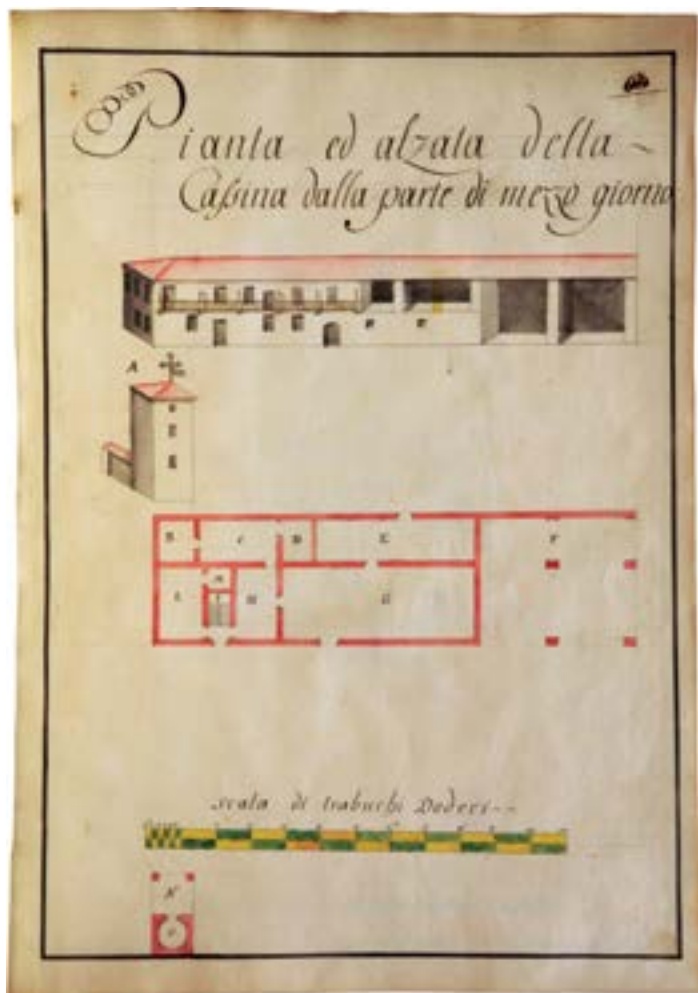 Pianta ed alzata della
Cassina dalla parte di mezzo giorno
A
B C D E F
I H G
scala di trabuchi Dodeci
N